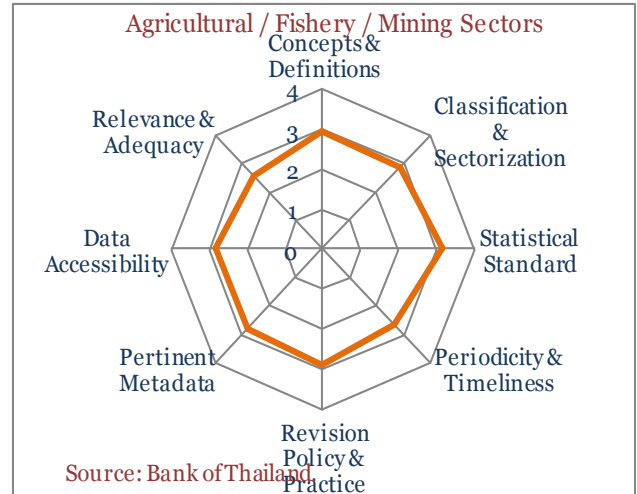 Agricultural / Fishery / Mining Sectors
Concepts &
Definitions
4
3
2
1
0
Classification
&
Sectorization
Statistical
Standard
Periodicity &
Timeliness
Revision
Policy &
Practice
Pertinent
Metadata
Data
Accessibility
Relevance &
Adequacy
Source: Bank of Thailand.